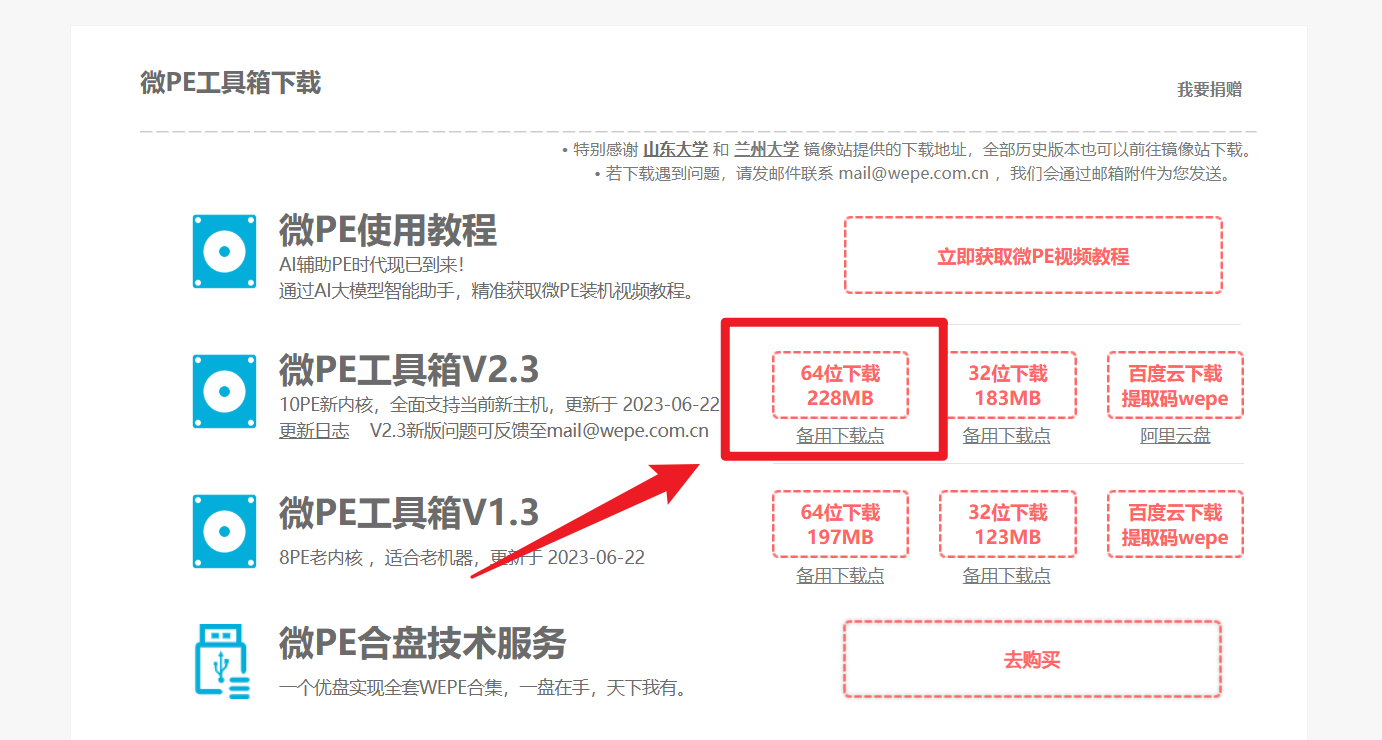 微PE工具箱下载
我要捐赠
• 特别感谢 山东大学 和 兰州大学 镜像站提供的下载地址，全部历史版本也可以前往镜像站下载。
• 若下载遇到问题，请发邮件联系 mail@wepe.com.cn ，我们会通过邮箱附件为您发送。
微PE使用教程
AI辅助PE时代现已到来！
通过AI大模型智能助手，精准获取微PE装机视频教程。
立即获取微PE视频教程
微PE工具箱V2.3
10PE新内核，全面支持当前新主机，更新于 2023-06-22
更新日志 V2.3新版问题可反馈至mail@wepe.com.cn
64位下载
228MB
备用下载点
32位下载
183MB
备用下载点
百度云下载
提取码wepe
阿里云盘
微PE工具箱V1.3
8PE老内核 ，适合老机器，更新于 2023-06-22
64位下载
197MB
备用下载点
32位下载
123MB
备用下载点
百度云下载
提取码wepe
微PE合盘技术服务
一个优盘实现全套WEPE合集，一盘在手，天下我有。
去购买